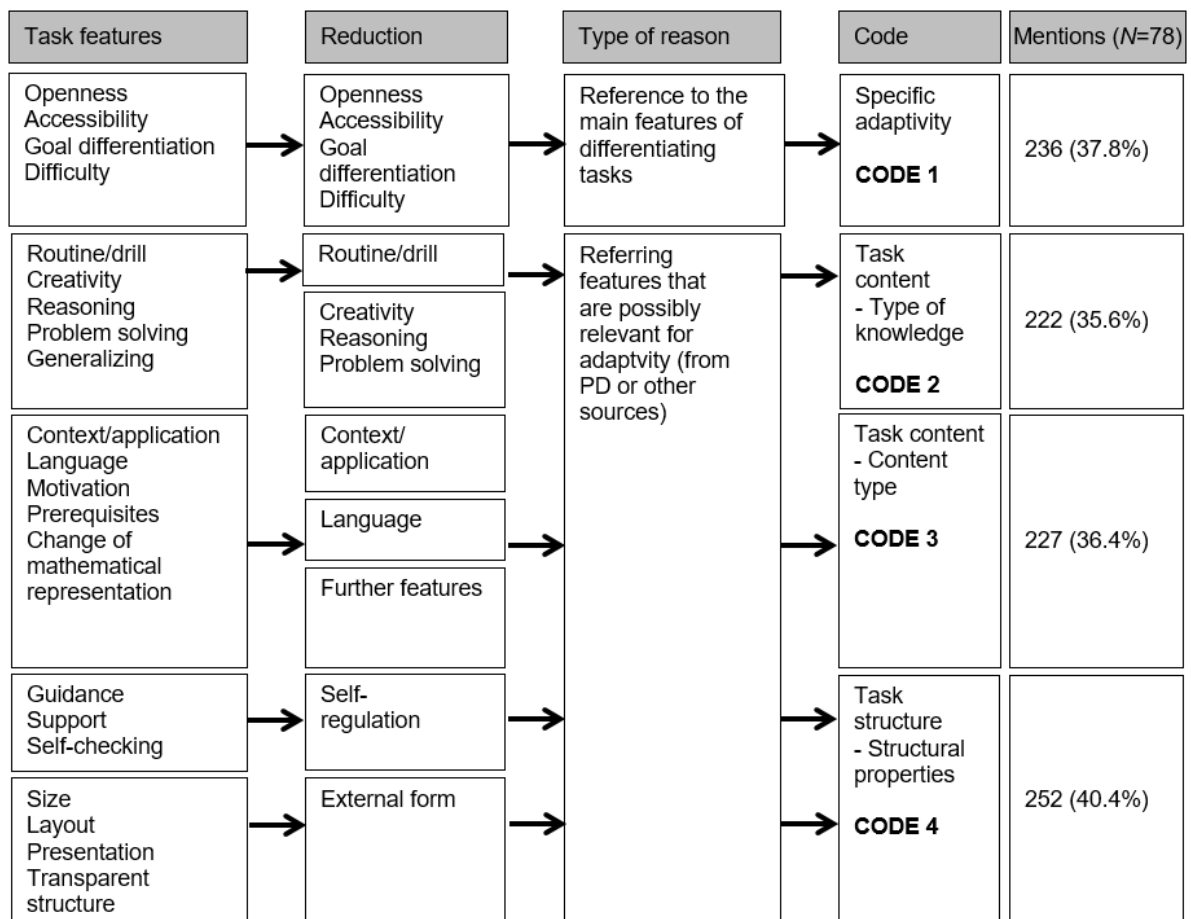 Task features
Reduction
Type of reason
Code
Mentions (N=78)
Openness
Accessibility
Goal differentiation
Difficulty
Openness
Accessibility
Goal
differentiation
Difficulty
Reference to the
main features of
differentiating
tasks
Specific
adaptivity
CODE 1
236 (37.8%)
Routine/drill
Creativity
Reasoning
Problem solving
Generalizing
Routine/drill
Creativity
Reasoning
Problem solving
Referring
features that
are possibly
relevant for
adaptvity (from
PD or other
sources)
Task
content
- Type of
knowledge
CODE 2
222 (35.6%)
Context/application
Language
Motivation
Prerequisites
Change of
mathematical
representation
Context/
application
Language
Further features
Task content
- Content
type
CODE 3
227 (36.4%)
Guidance
Support
Self-checking
Self-
regulation
Task
structure
- Structural
properties
CODE 4
252 (40.4%)
Size
Layout
Presentation
Transparent
structure
External form